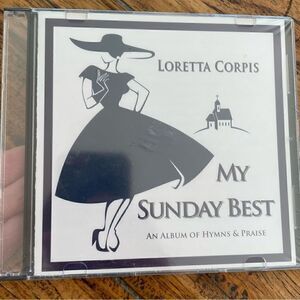 LORETTA CORPIS
MY
SUNDAY BEST
AN ALBUM OF HYMNS & PRAISE